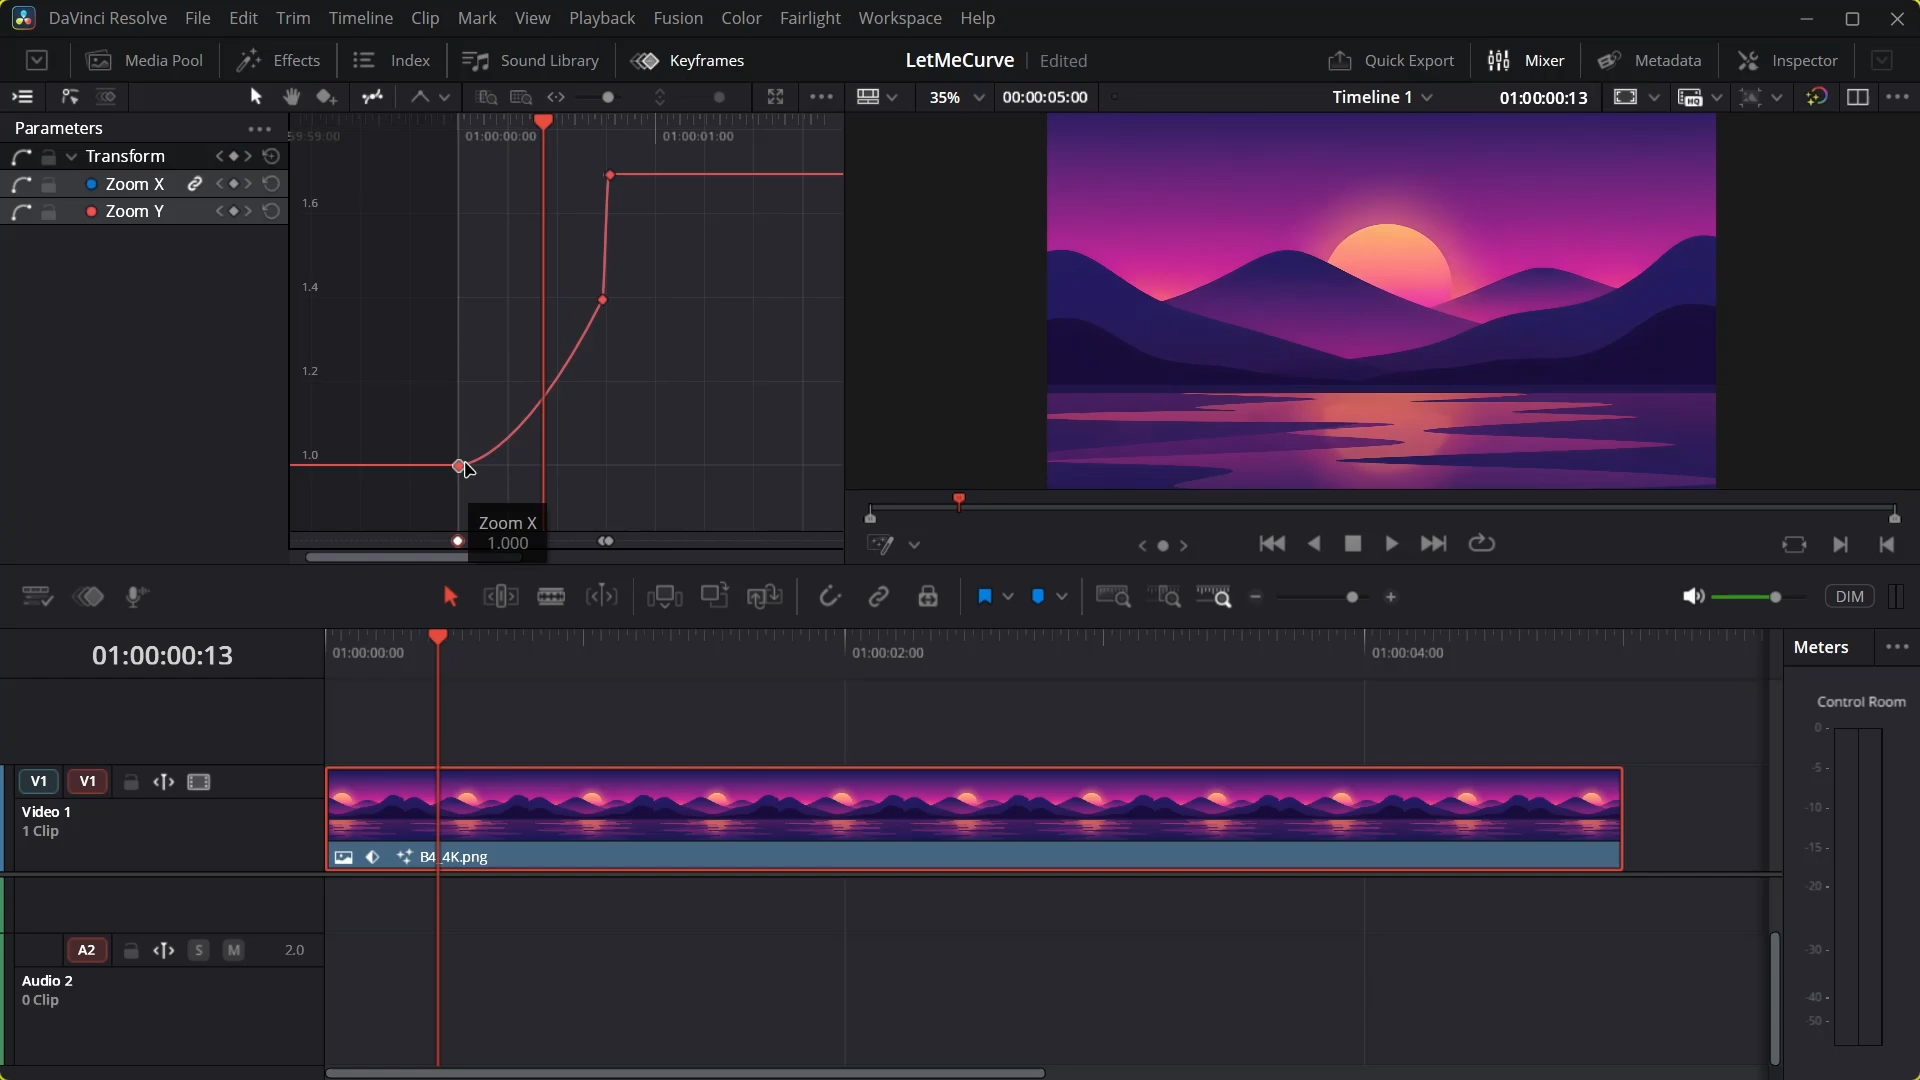 DaVinci Resolve File Edit Trim Timeline Clip Mark View Playback Fusion Color Fairlight Workspace Help
Media Pool Effects Index Sound Library Keyframes LetMeCurve Edited Quick Export Mixer Metadata Inspector
35% 00:00:05:00 Timeline 1 01:00:00:13
Parameters
59:59:00 01:00:00:00 01:00:01:00
Transform
Zoom X
Zoom Y
1.6
1.4
1.2
1.0
Zoom X
1.000
DIM
01:00:00:13
01:00:00:00 01:00:02:00 01:00:04:00
Meters
Control Room
0
-5
-10
-15
-20
-30
-40
-50
V1 V1
Video 1
1 Clip
B4_4K.png
A2 S M 2.0
Audio 2
0 Clip